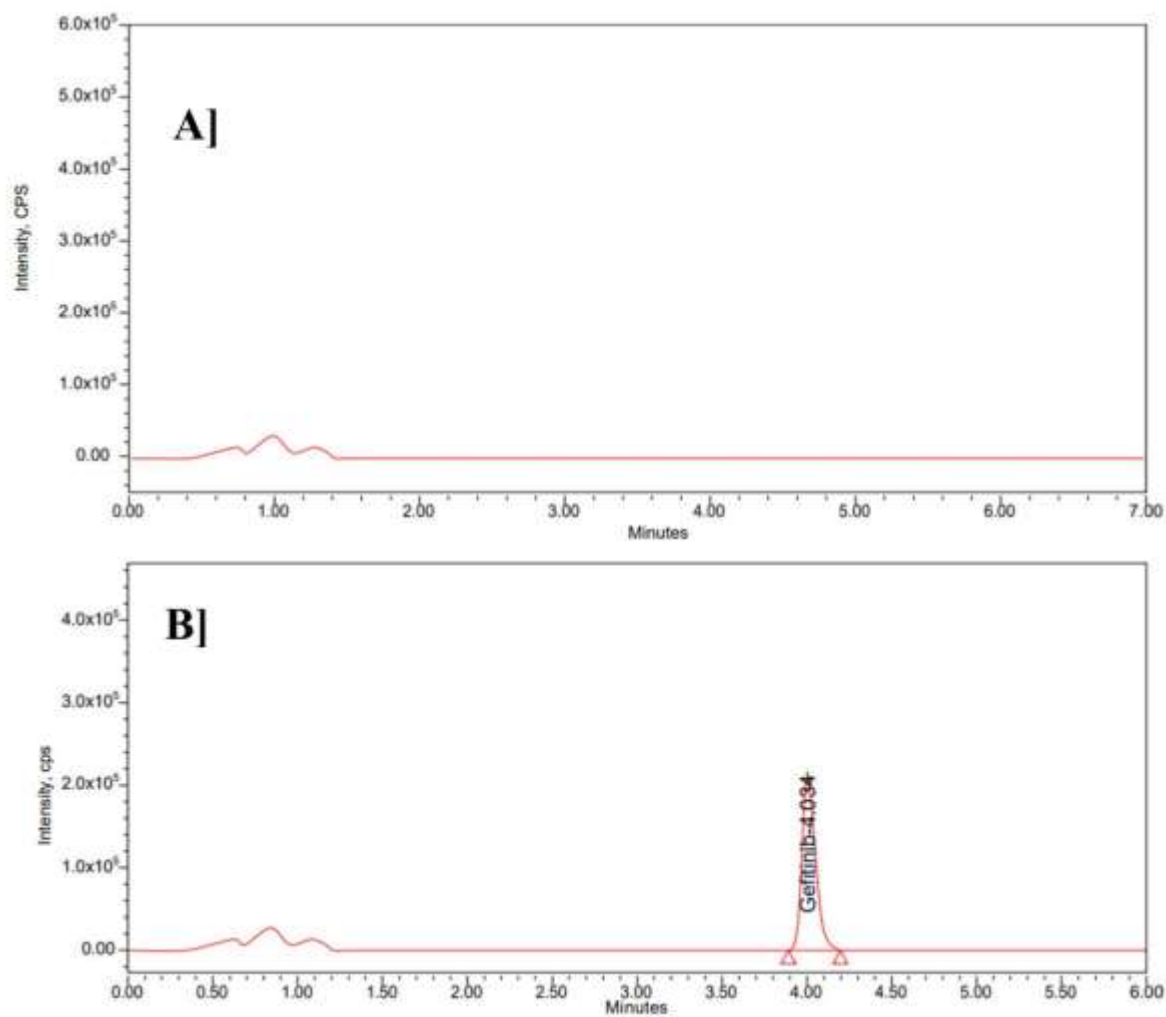 6.0x10⁵
5.0x10⁵
A]
4.0x10⁵
Intensity, CPS
3.0x10⁵
2.0x10⁵
1.0x10⁵
0.00
0.00 1.00 2.00 3.00 4.00 5.00 6.00 7.00
Minutes
4.0x10⁵
B]
3.0x10⁵
Intensity, cps
2.0x10⁵
1.0x10⁵
0.00
Gefitinib-4.034
0.00 0.50 1.00 1.50 2.00 2.50 3.00 3.50 4.00 4.50 5.00 5.50 6.00
Minutes